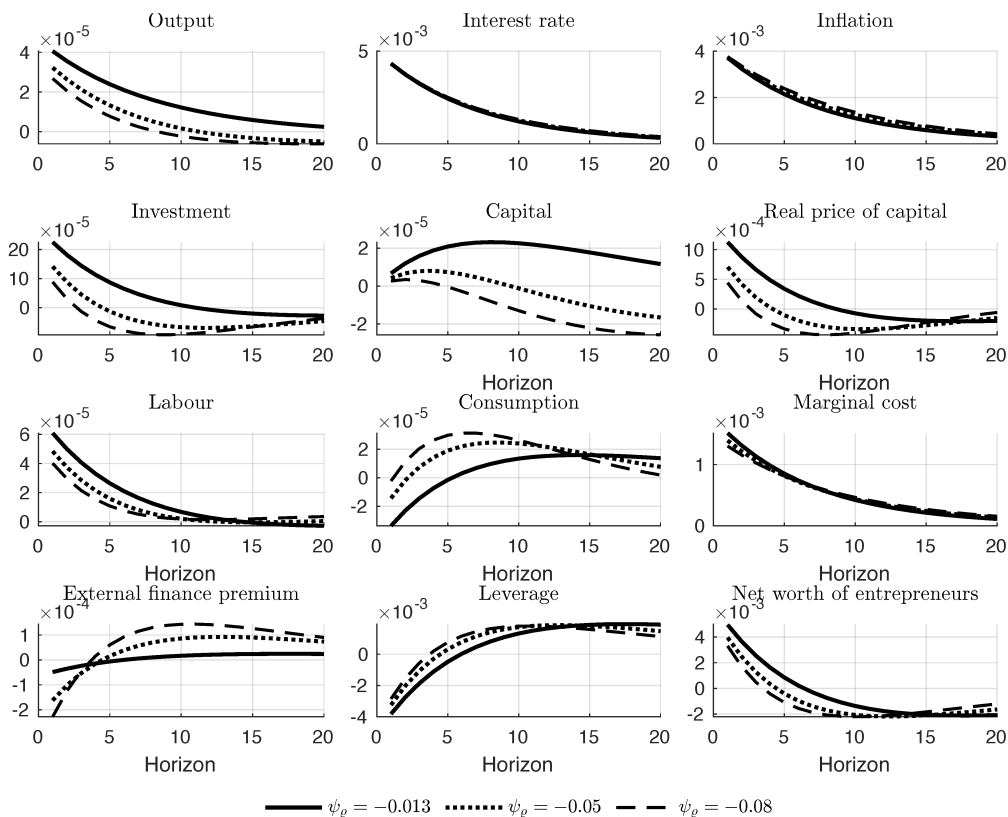 Output
Interest rate
Inflation
×10⁻⁵
×10⁻³
×10⁻³
4
2
0
5
0
4
2
0
0 5 10 15 20
0 5 10 15 20
0 5 10 15 20
Investment
Capital
Real price of capital
×10⁻⁵
×10⁻⁵
×10⁻⁴
20
10
0
2
0
-2
10
5
0
0 5 10 15 20
0 5 10 15 20
0 5 10 15 20
Horizon
Labour
Consumption
Marginal cost
×10⁻⁵
×10⁻⁵
×10⁻³
6
4
2
0
2
0
-2
1
0
0 5 10 15 20
0 5 10 15 20
0 5 10 15 20
Horizon
Horizon
External finance premium
Leverage
Net worth of entrepreneurs
×10⁻⁴
×10⁻³
×10⁻³
1
0
-1
-2
0
-2
-4
4
2
0
-2
0 5 10 15 20
0 5 10 15 20
0 5 10 15 20
Horizon
Horizon
Horizon
ψ_ϱ = −0.013 ψ_ϱ = −0.05 ψ_ϱ = −0.08